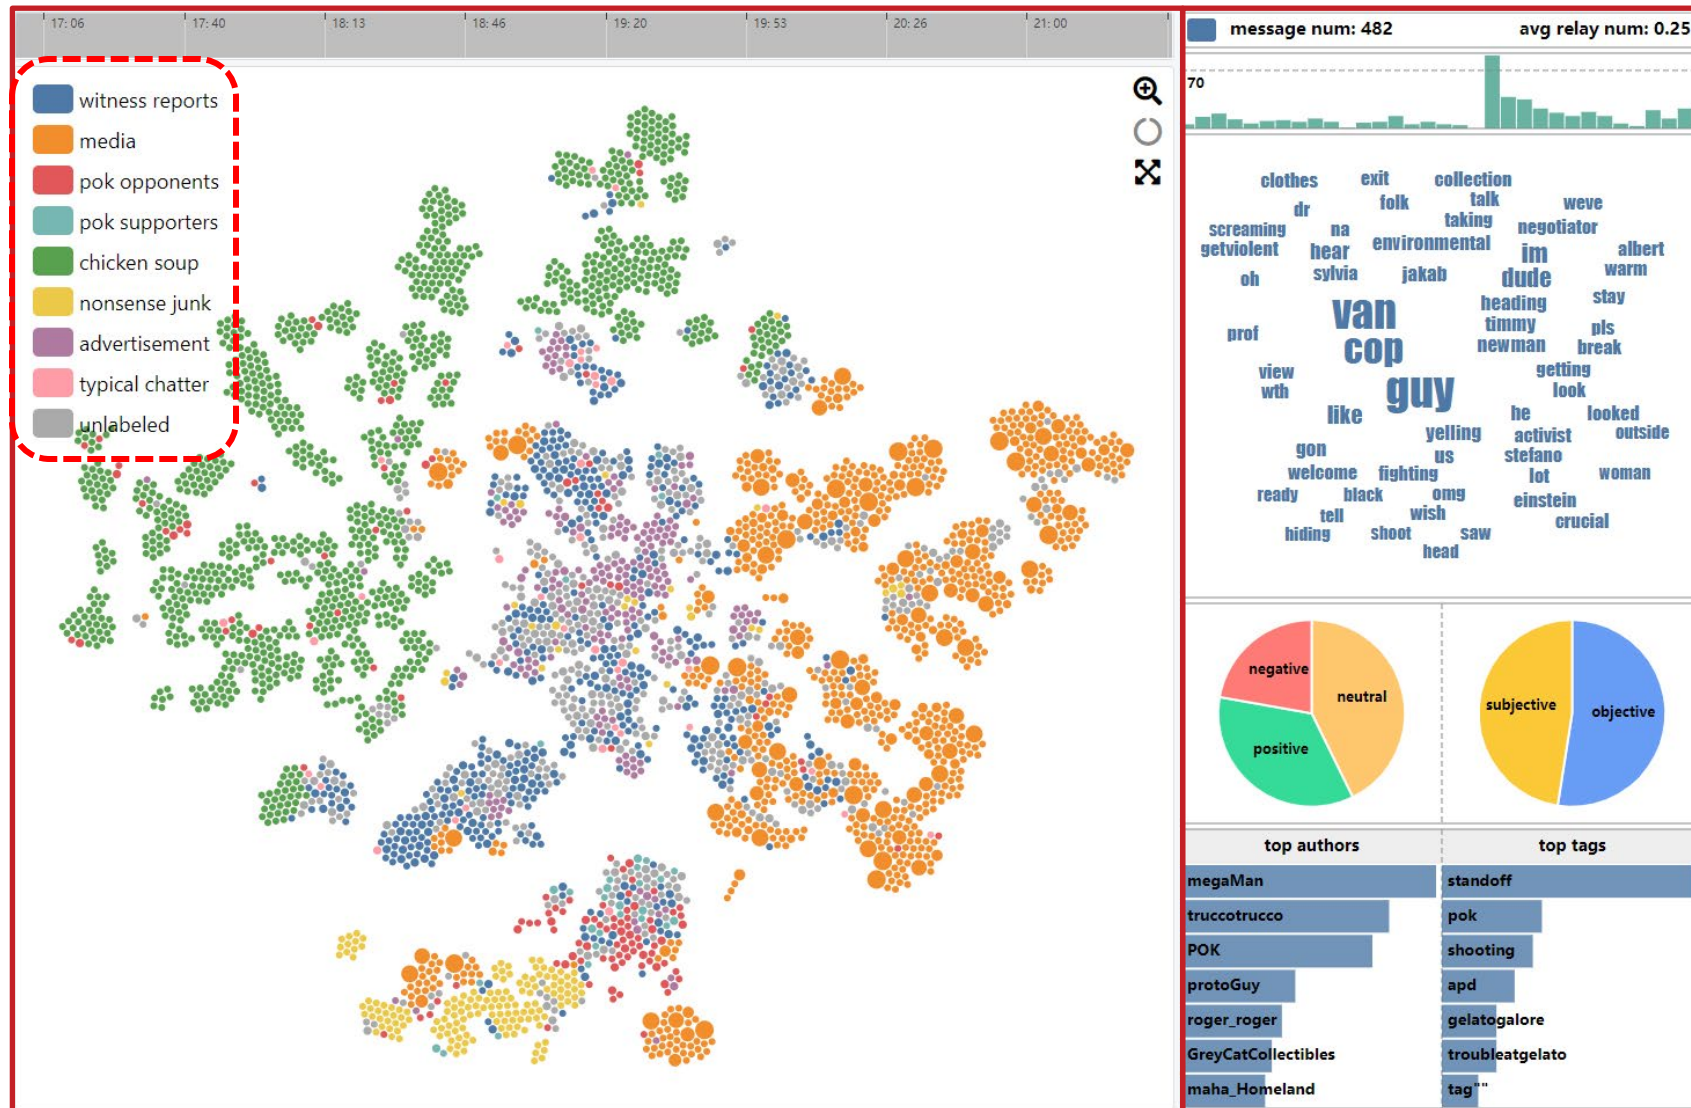 17: 06 17: 40 18: 13 18: 46 19: 20 19: 53 20: 26 21: 00
witness reports
media
pok opponents
pok supporters
chicken soup
nonsense junk
advertisement
typical chatter
unlabeled
message num: 482 avg relay num: 0.25
70
clothes exit collection
dr folk talk weve
screaming na taking negotiator
getviolent hear environmental im albert
oh sylvia jakab dude warm
van heading stay
prof cop timmy pls
newman break
view guy getting
wth look
like he looked
gon yelling activist outside
us stefano
welcome fighting lot woman
ready black omg einstein
tell wish crucial
hiding shoot saw
head
negative neutral positive
subjective objective
top authors top tags
megaMan standoff
truccotrucco pok
POK shooting
protoGuy apd
roger_roger gelatogalore
GreyCatCollectibles troubleatgelato
maha_Homeland tag""